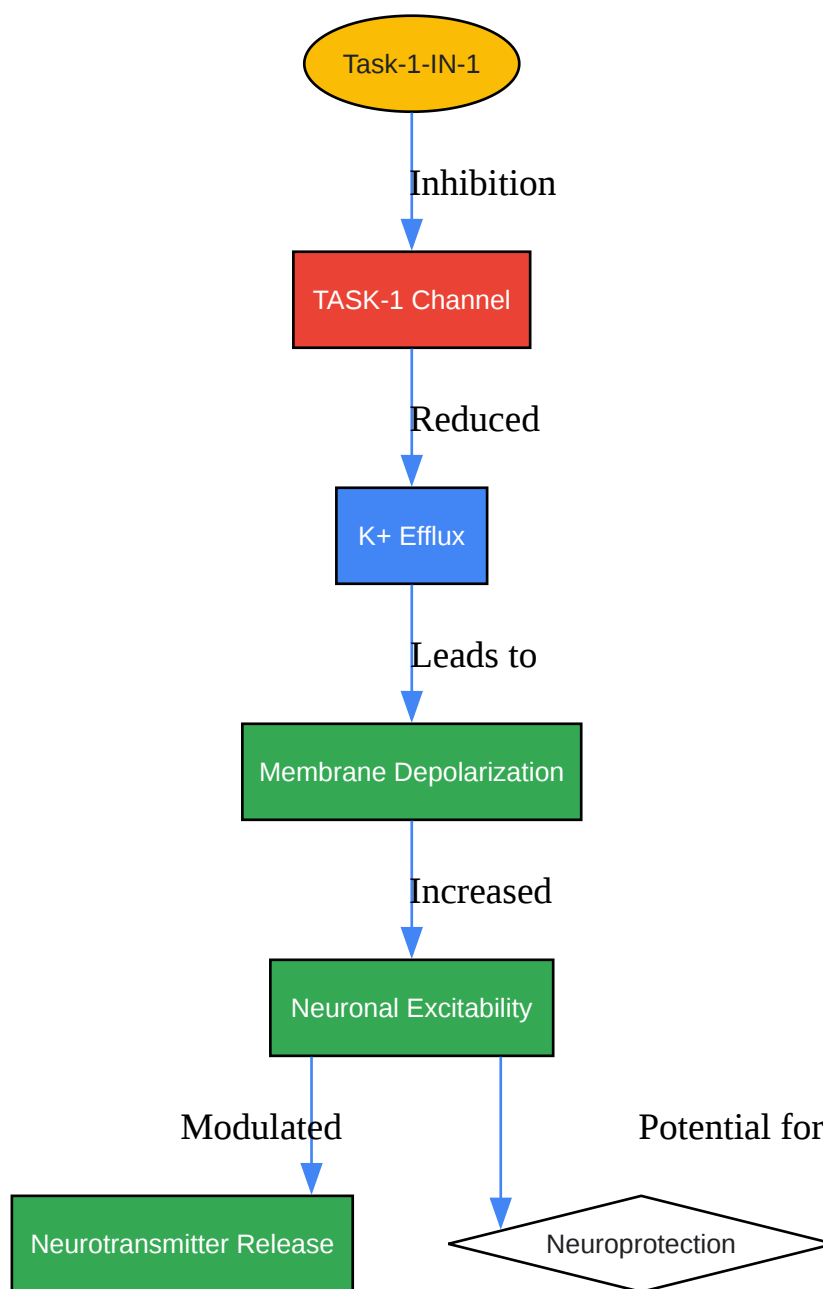 Task-1-IN-1
Inhibition
TASK-1 Channel
Reduced
K+ Efflux
Leads to
Membrane Depolarization
Increased
Neuronal Excitability
Modulated
Potential for
Neurotransmitter Release
Neuroprotection